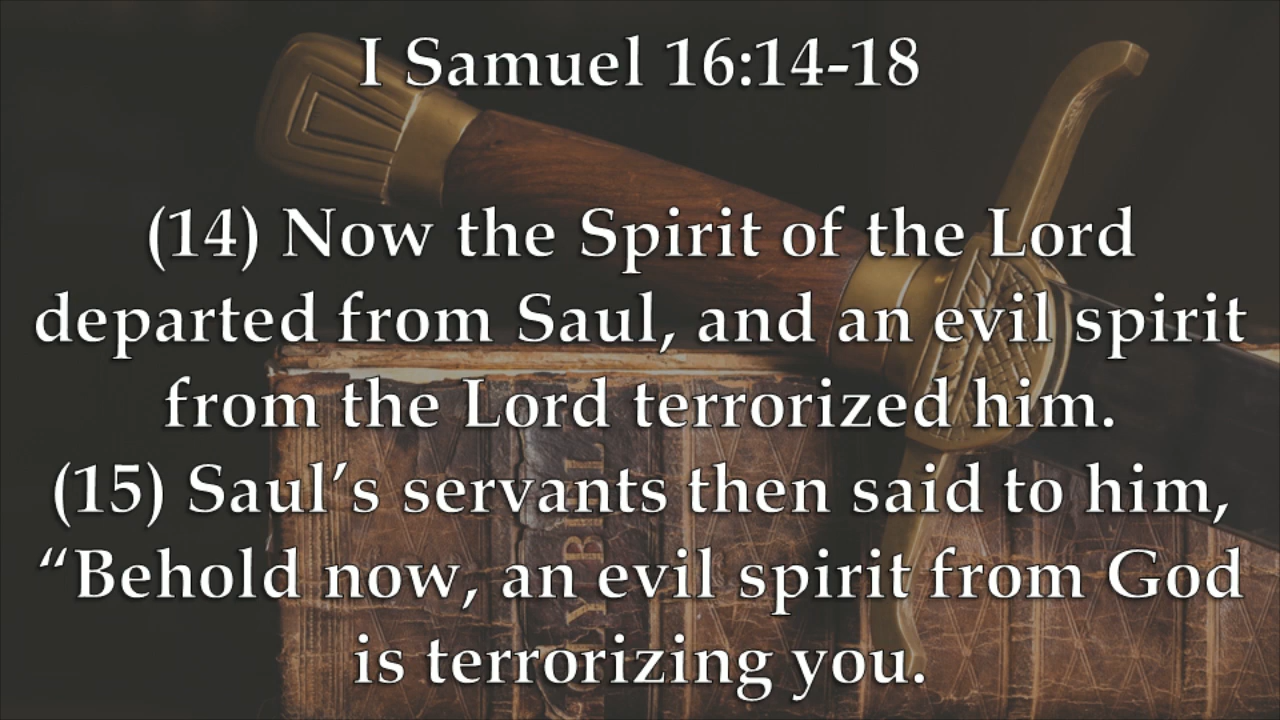 I Samuel 16:14-18
(14) Now the Spirit of the Lord
departed from Saul, and an evil spirit
from the Lord terrorized him.
(15) Saul’s servants then said to him,
“Behold now, an evil spirit from God
is terrorizing you.